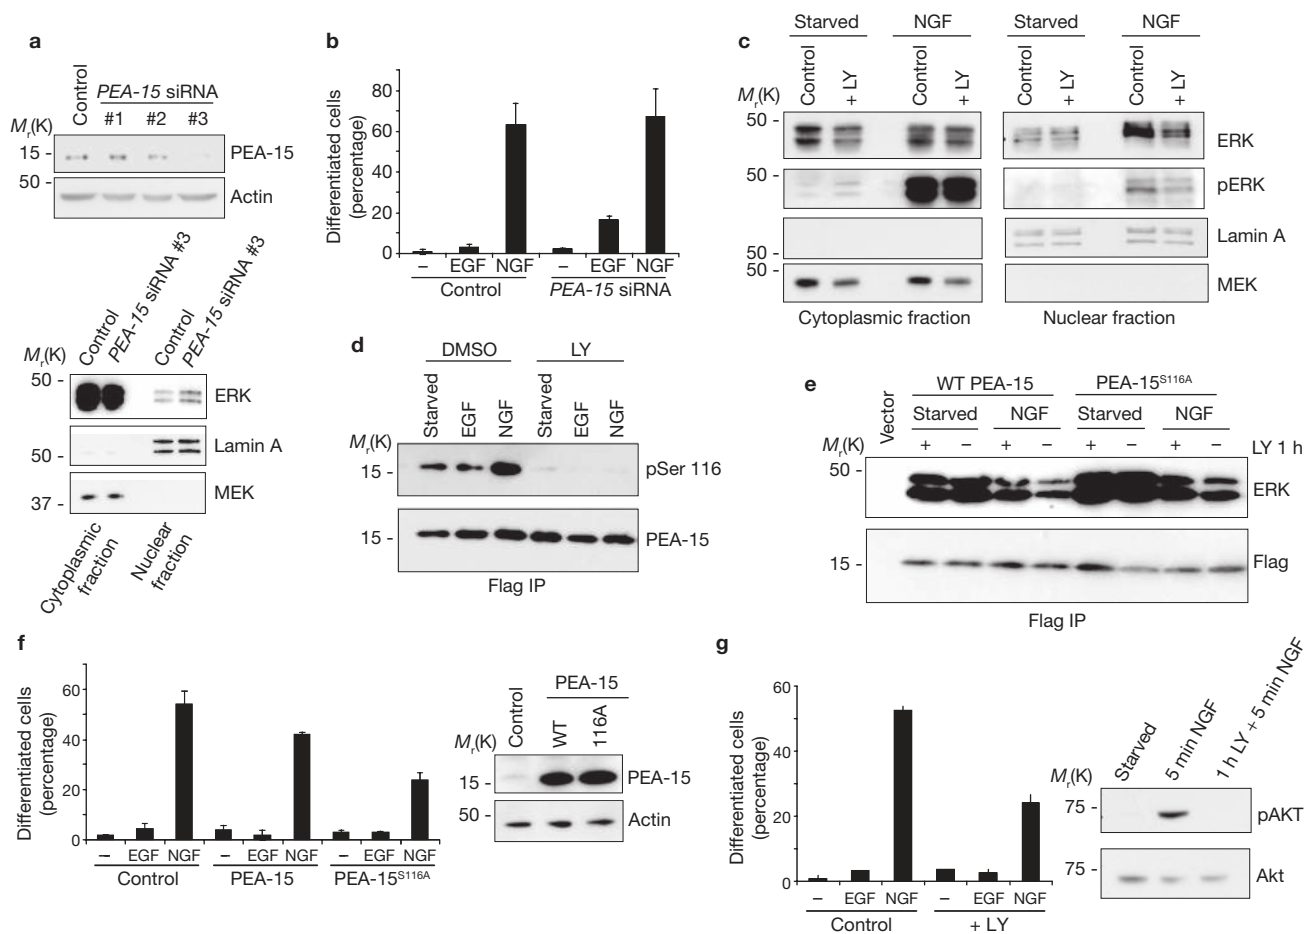 a
Control
PEA-15 siRNA
#1 #2 #3
Mr(K)
15 - PEA-15
50 - Actin
Control
PEA-15 siRNA #3
Control
PEA-15 siRNA #3
Mr(K)
50 - ERK
50 - Lamin A
37 - MEK
Cytoplasmic fraction
Nuclear fraction
b
Differentiated cells (percentage)
80
60
40
20
0
– EGF NGF – EGF NGF
Control PEA-15 siRNA
c
Starved NGF Starved NGF
Control + LY Control + LY Control + LY Control + LY
Mr(K)
50 - ERK
50 - pERK
50 - Lamin A
50 - MEK
Cytoplasmic fraction Nuclear fraction
d
DMSO LY
Starved EGF NGF Starved EGF NGF
Mr(K)
15 - pSer 116
15 - PEA-15
Flag IP
e
WT PEA-15 PEA-15S116A
Vector
Starved NGF Starved NGF
Mr(K) + – + – + – + – LY 1 h
50 - ERK
15 - Flag
Flag IP
f
Differentiated cells (percentage)
60
40
20
0
– EGF NGF – EGF NGF – EGF NGF
Control PEA-15 PEA-15S116A
PEA-15
Control WT 116A
Mr(K)
15 - PEA-15
50 - Actin
g
Differentiated cells (percentage)
60
40
20
0
– EGF NGF – EGF NGF
Control + LY
Starved
5 min NGF
1 h LY + 5 min NGF
Mr(K)
75 - pAKT
75 - Akt